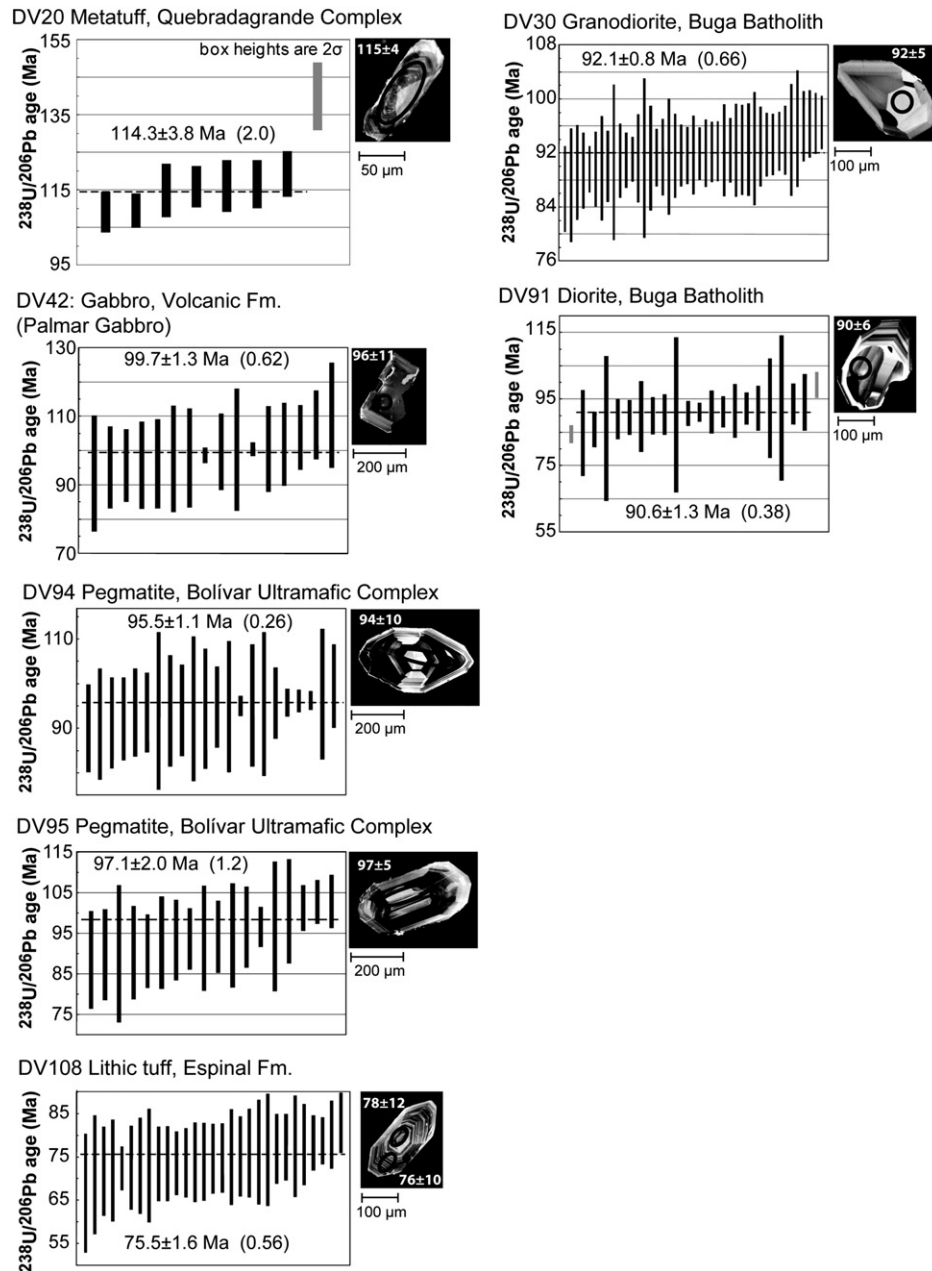 DV20 Metatuff, Quebradagrande Complex
238U/206Pb age (Ma)
155
135
115
95
box heights are 2σ
114.3±3.8 Ma (2.0)
115±4
50 µm
DV42: Gabbro, Volcanic Fm.
(Palmar Gabbro)
238U/206Pb age (Ma)
130
110
90
70
99.7±1.3 Ma (0.62)
96±11
200 µm
DV94 Pegmatite, Bolívar Ultramafic Complex
238U/206Pb age (Ma)
110
90
95.5±1.1 Ma (0.26)
94±10
200 µm
DV95 Pegmatite, Bolívar Ultramafic Complex
238U/206Pb age (Ma)
115
105
95
85
75
97.1±2.0 Ma (1.2)
97±5
200 µm
DV108 Lithic tuff, Espinal Fm.
238U/206Pb age (Ma)
85
75
65
55
75.5±1.6 Ma (0.56)
78±12
76±10
100 µm
DV30 Granodiorite, Buga Batholith
238U/206Pb age (Ma)
108
100
92
84
76
92.1±0.8 Ma (0.66)
92±5
100 µm
DV91 Diorite, Buga Batholith
238U/206Pb age (Ma)
115
95
85
75
55
90.6±1.3 Ma (0.38)
90±6
100 µm